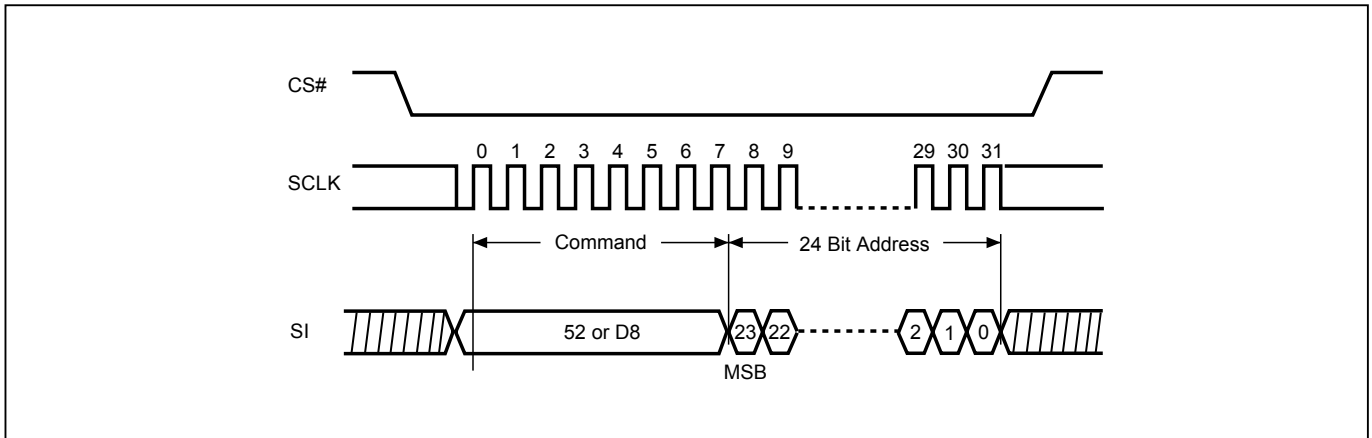 CS#
0 1 2 3 4 5 6 7 8 9 29 30 31
SCLK
Command 24 Bit Address
SI 52 or D8 23 22 2 1 0
MSB